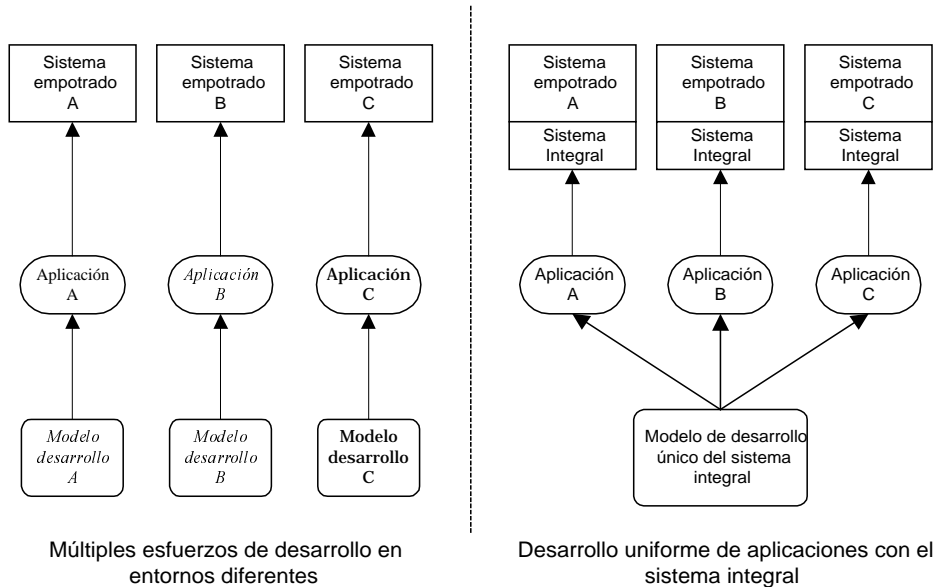 Sistema
empotrado
A
Sistema
empotrado
B
Sistema
empotrado
C
Aplicación
A
Aplicación
B
Aplicación
C
Modelo
desarrollo
A
Modelo
desarrollo
B
Modelo
desarrollo
C
Múltiples esfuerzos de desarrollo en
entornos diferentes
Sistema
empotrado
A
Sistema
Integral
Sistema
empotrado
B
Sistema
Integral
Sistema
empotrado
C
Sistema
Integral
Aplicación
A
Aplicación
B
Aplicación
C
Modelo de desarrollo
único del sistema
integral
Desarrollo uniforme de aplicaciones con el
sistema integral